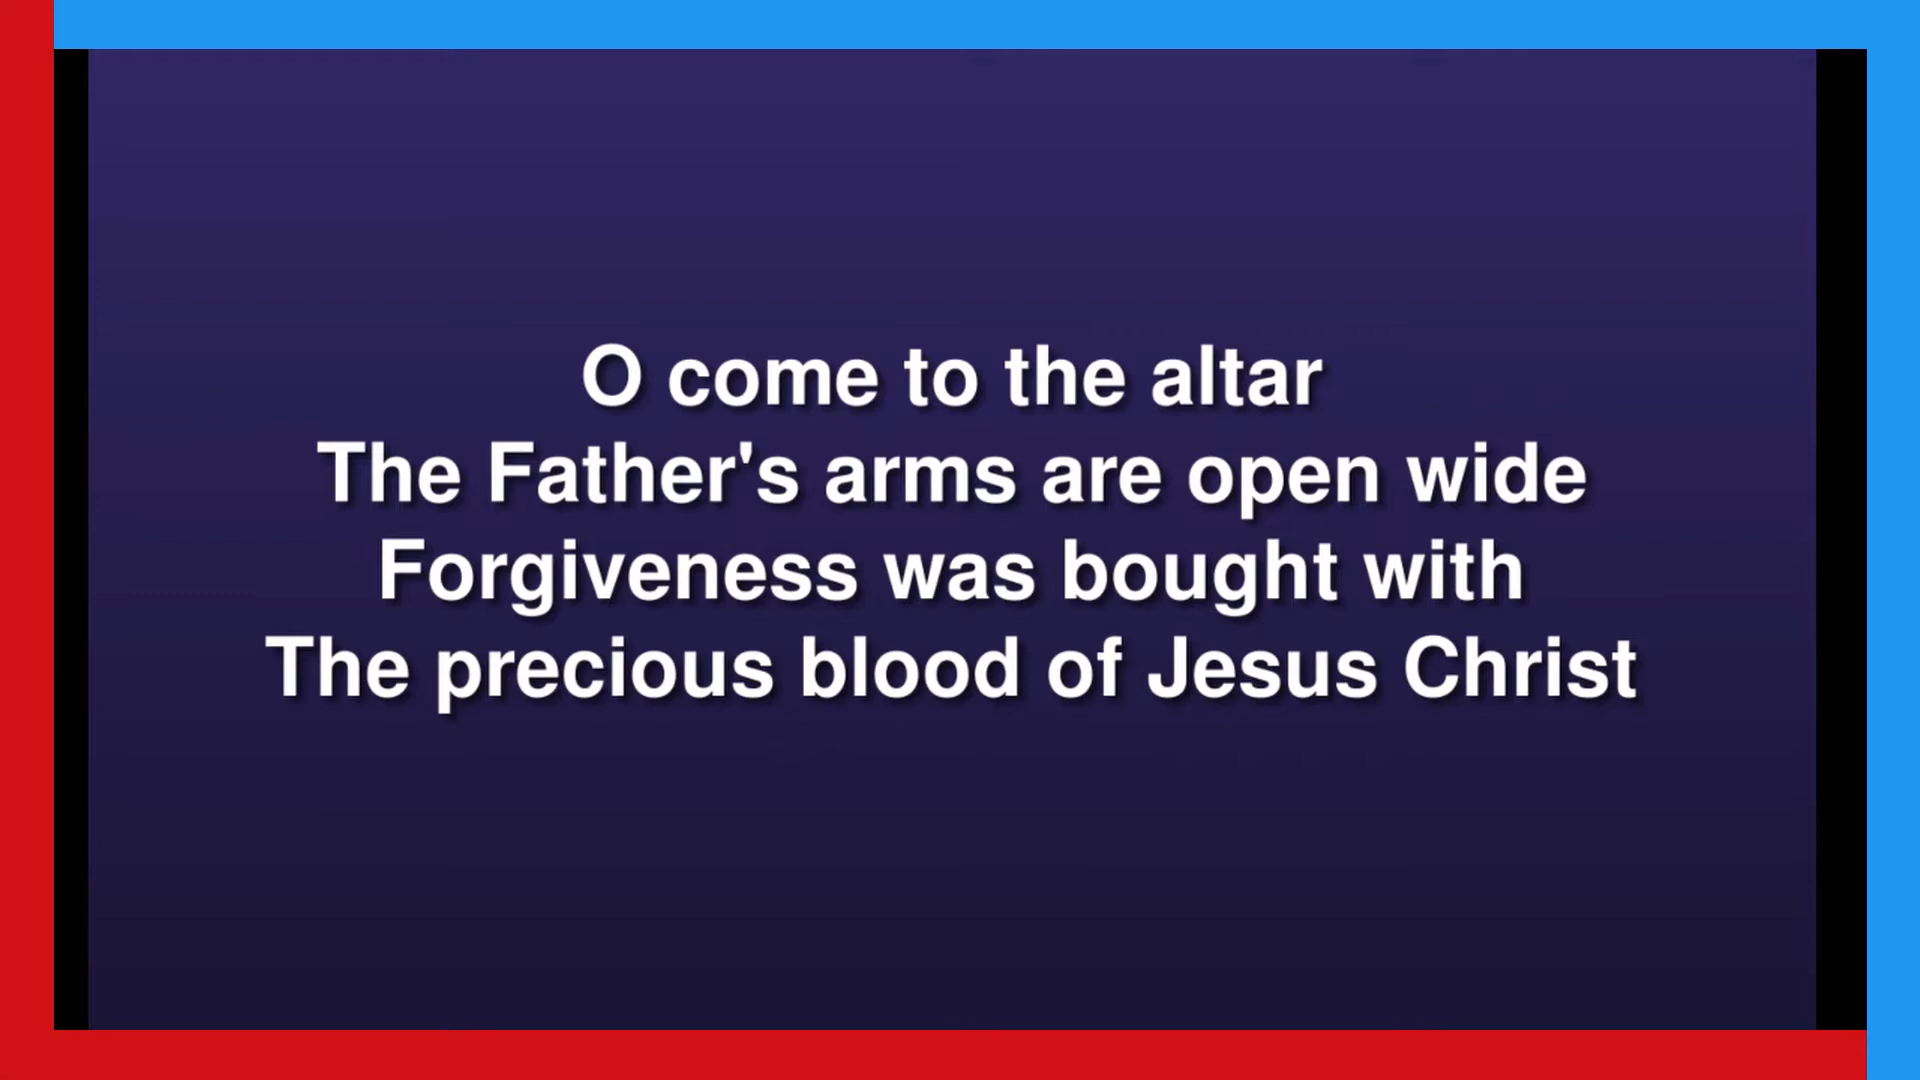 O come to the altar
The Father's arms are open wide
Forgiveness was bought with
The precious blood of Jesus Christ